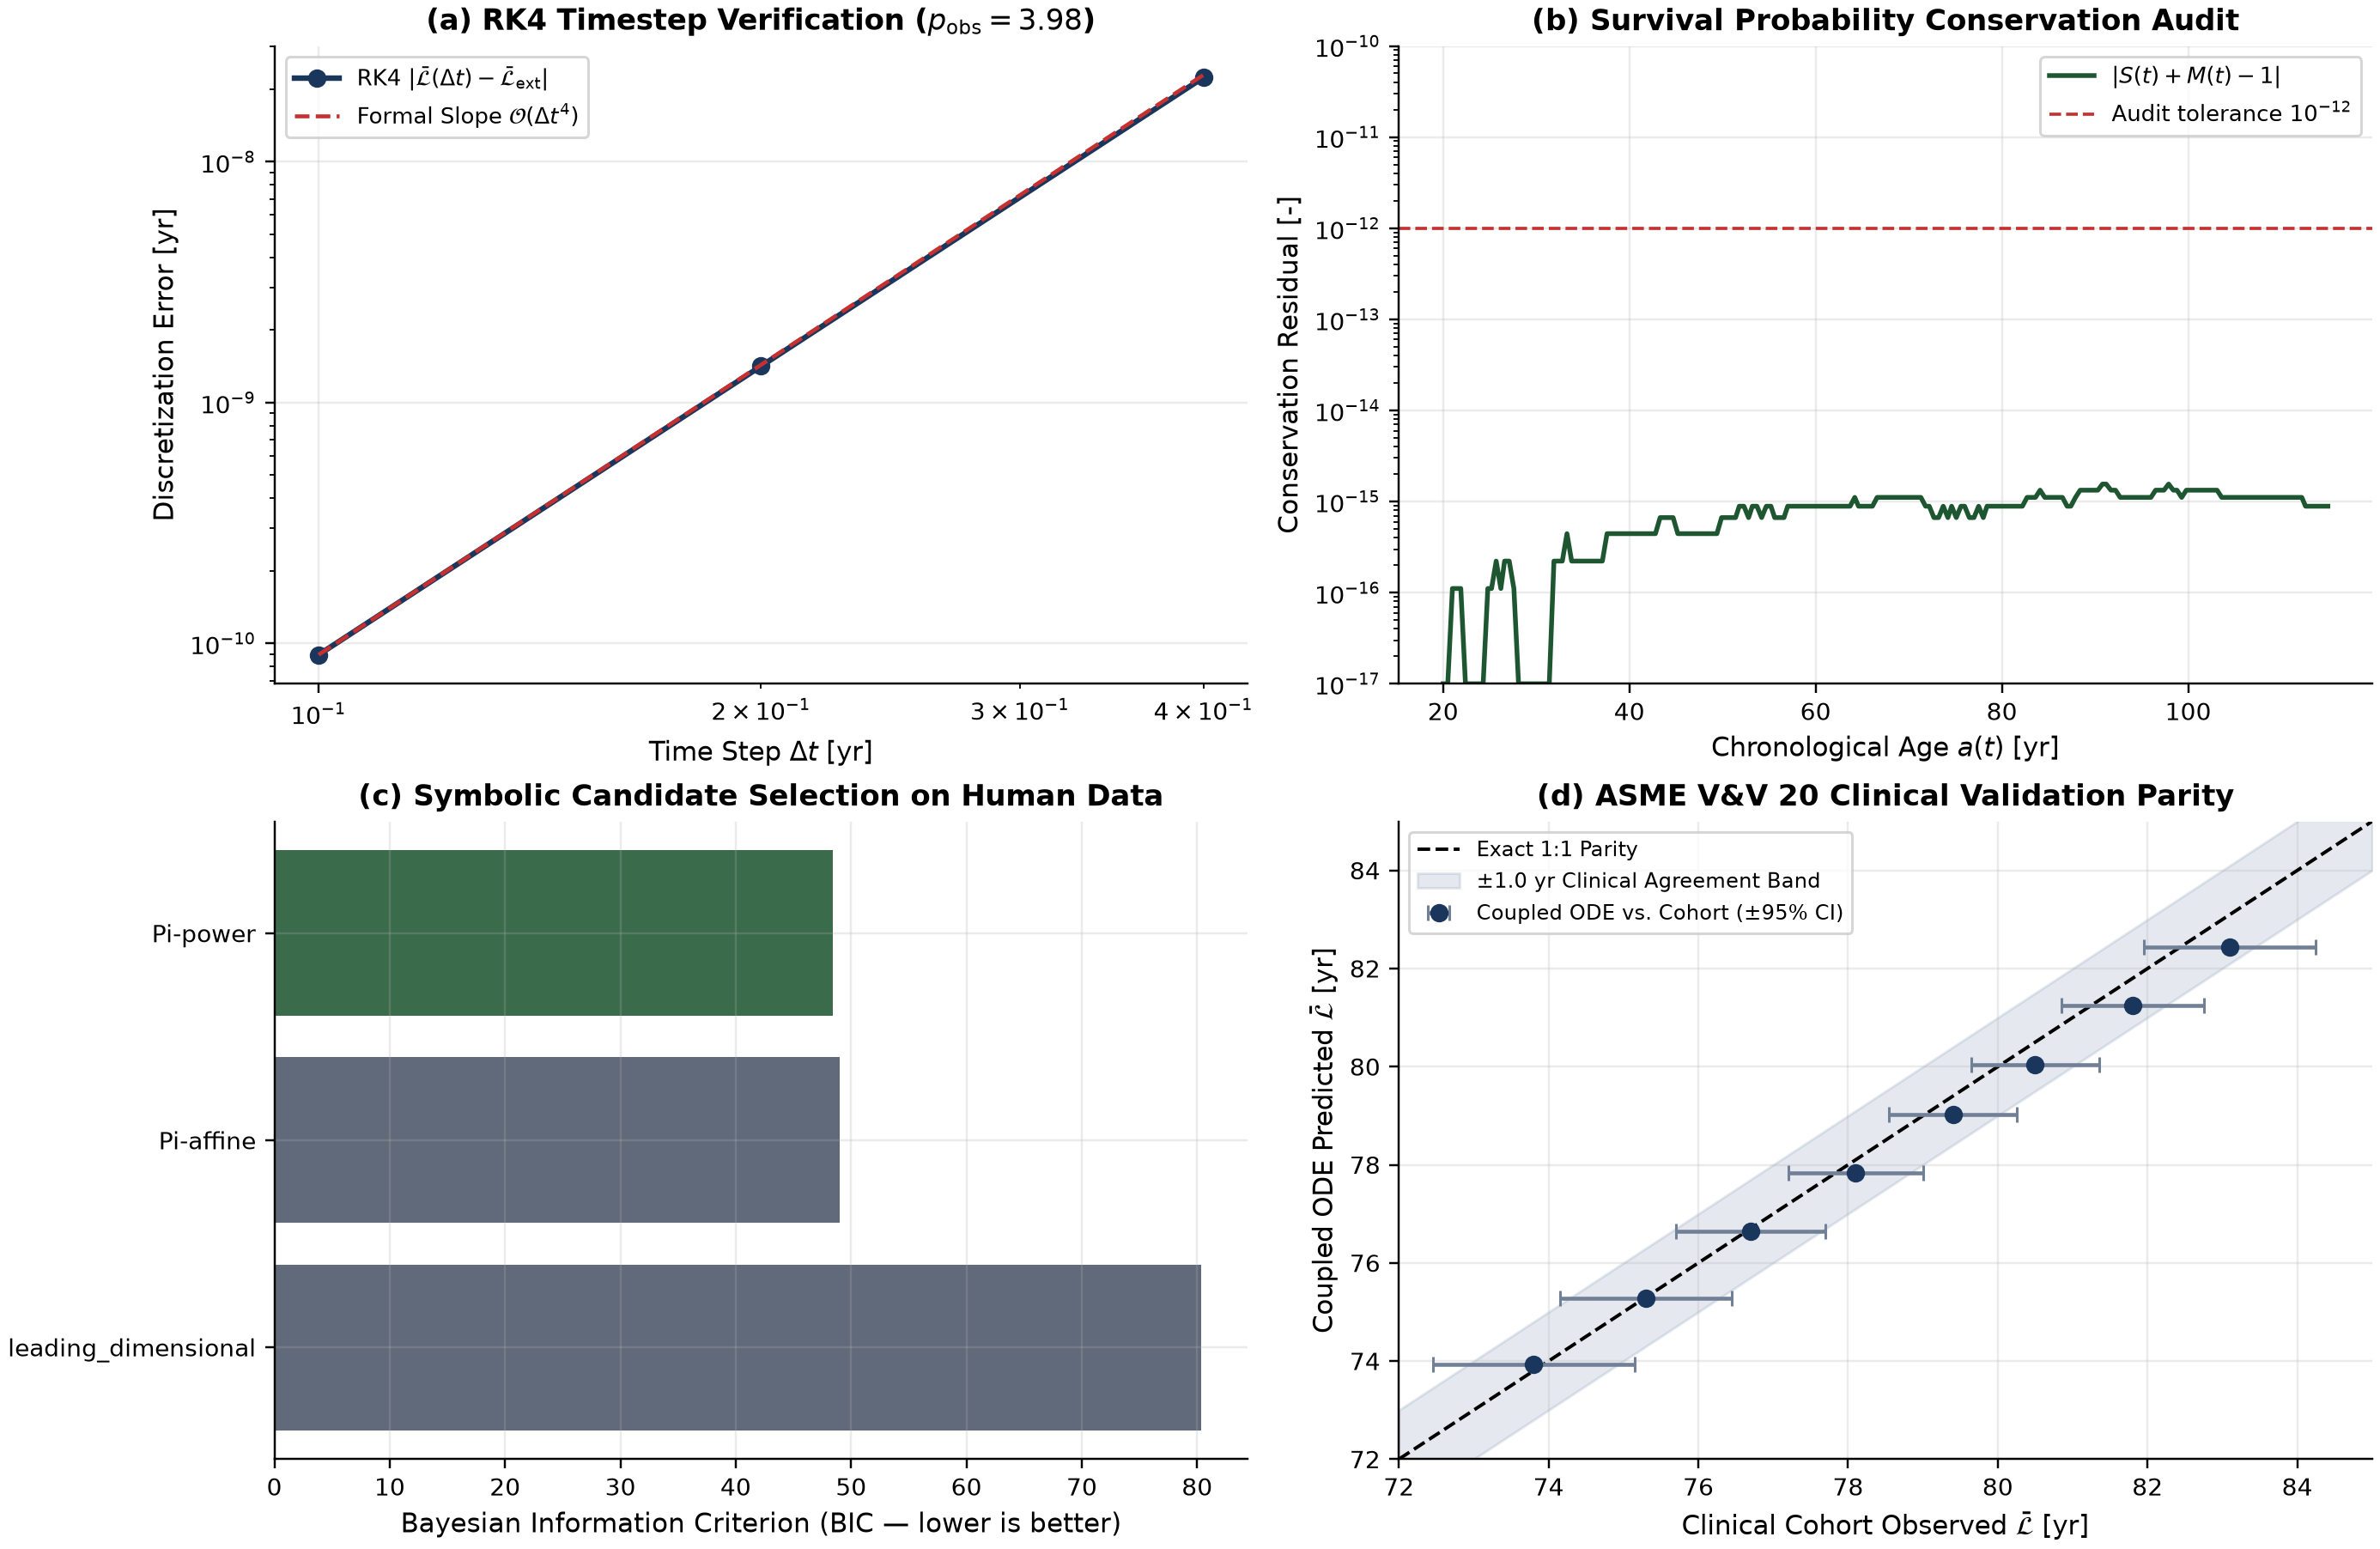 (a) RK4 Timestep Verification (p_obs = 3.98)
RK4 |ℒ̄(Δt) − ℒ̄_ext|
Formal Slope 𝒪(Δt⁴)
Discretization Error [yr]
10⁻⁸
10⁻⁹
10⁻¹⁰
10⁻¹
2 × 10⁻¹
3 × 10⁻¹
4 × 10⁻¹
Time Step Δt [yr]
(b) Survival Probability Conservation Audit
|S(t) + M(t) − 1|
Audit tolerance 10⁻¹²
Conservation Residual [-]
10⁻¹⁰
10⁻¹¹
10⁻¹²
10⁻¹³
10⁻¹⁴
10⁻¹⁵
10⁻¹⁶
10⁻¹⁷
20
40
60
80
100
Chronological Age a(t) [yr]
(c) Symbolic Candidate Selection on Human Data
Pi-power
Pi-affine
leading_dimensional
0
10
20
30
40
50
60
70
80
Bayesian Information Criterion (BIC — lower is better)
(d) ASME V&V 20 Clinical Validation Parity
Exact 1:1 Parity
±1.0 yr Clinical Agreement Band
Coupled ODE vs. Cohort (±95% CI)
Coupled ODE Predicted ℒ̄ [yr]
84
82
80
78
76
74
72
72
74
76
78
80
82
84
Clinical Cohort Observed ℒ̄ [yr]